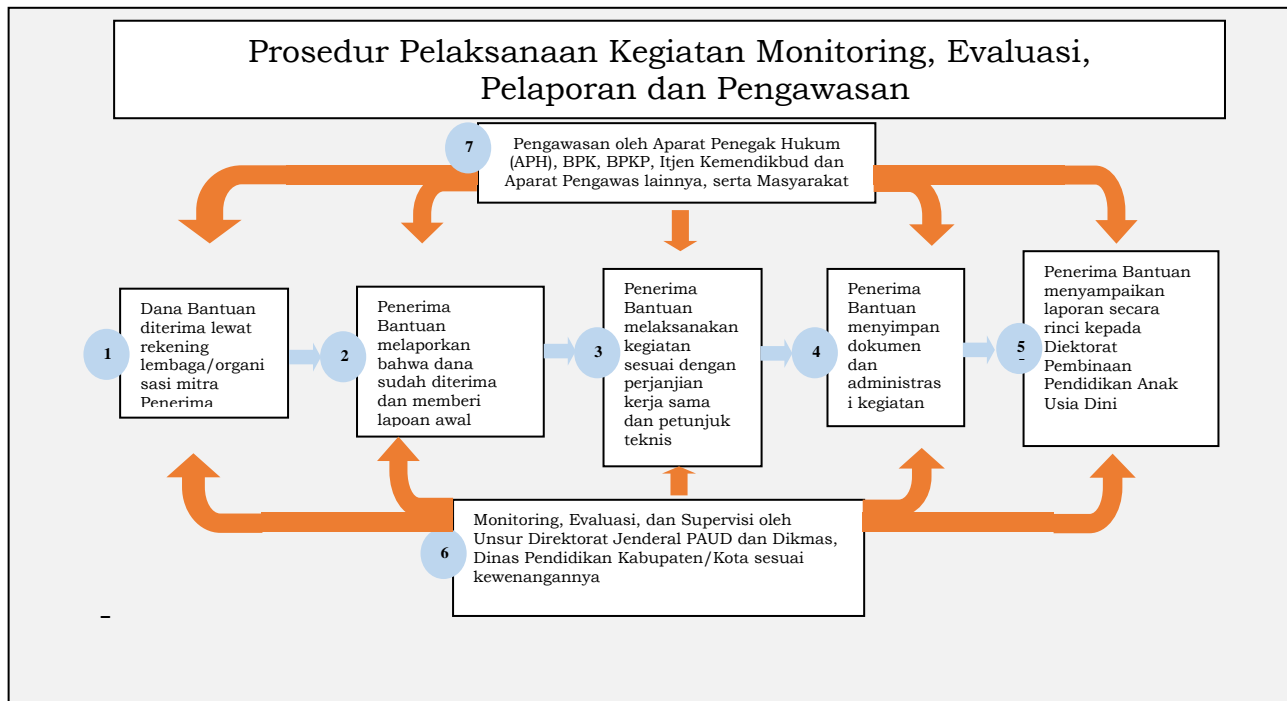 Prosedur Pelaksanaan Kegiatan Monitoring, Evaluasi,
Pelaporan dan Pengawasan
7
Pengawasan oleh Aparat Penegak Hukum
(APH), BPK, BPKP, Itjen Kemendikbud dan
Aparat Pengawas lainnya, serta Masyarakat
1
Dana Bantuan
diterima lewat
rekening
lembaga/organi
sasi mitra
Penerima
2
Penerima
Bantuan
melaporkan
bahwa dana
sudah diterima
dan memberi
lapoan awal
3
Penerima
Bantuan
melaksanakan
kegiatan
sesuai dengan
perjanjian
kerja sama
dan petunjuk
teknis
4
Penerima
Bantuan
menyimpan
dokumen
dan
administras
i kegiatan
5
Penerima Bantuan
menyampaikan
laporan secara
rinci kepada
Diektorat
Pembinaan
Pendidikan Anak
Usia Dini
6
Monitoring, Evaluasi, dan Supervisi oleh
Unsur Direktorat Jenderal PAUD dan Dikmas,
Dinas Pendidikan Kabupaten/Kota sesuai
kewenangannya